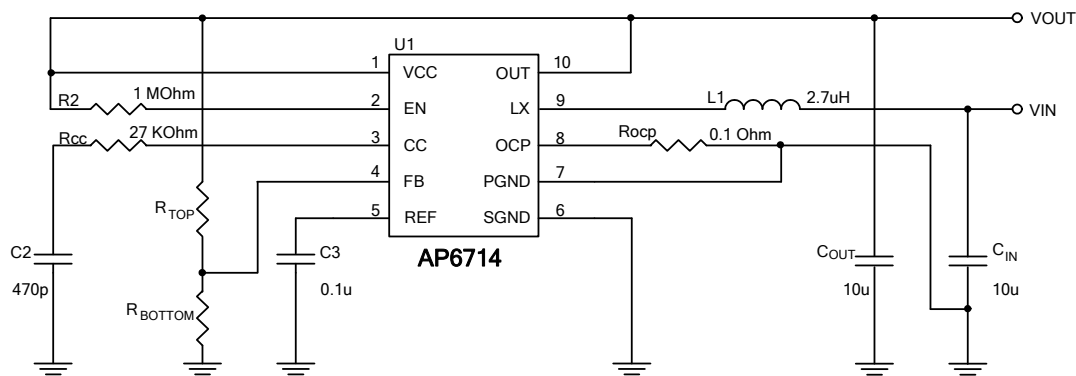 VOUT
U1
1 VCC OUT 10
R2 1 MOhm 2 EN LX 9 L1 2.7uH VIN
Rcc 27 KOhm 3 CC OCP 8 Rocp 0.1 Ohm
4 FB PGND 7
RTOP 5 REF SGND 6
C2 C3 AP6714 COUT CIN
470p 0.1u 10u 10u
RBOTTOM